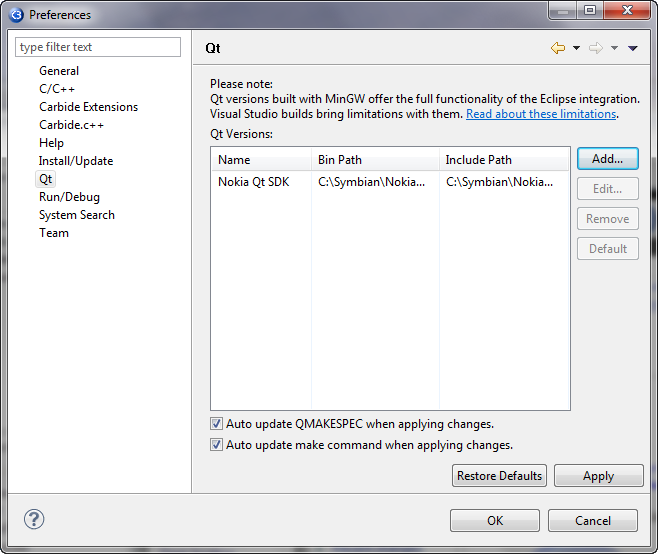 Preferences
type filter text
General
C/C++
Carbide Extensions
Carbide.c++
Help
Install/Update
Qt
Run/Debug
System Search
Team
Qt
Please note:
Qt versions built with MinGW offer the full functionality of the Eclipse integration.
Visual Studio builds bring limitations with them. Read about these limitations.
Qt Versions:
Name Bin Path Include Path
Nokia Qt SDK C:\Symbian\Nokia... C:\Symbian\Nokia...
Add...
Edit...
Remove
Default
Auto update QMAKESPEC when applying changes.
Auto update make command when applying changes.
Restore Defaults Apply
OK Cancel